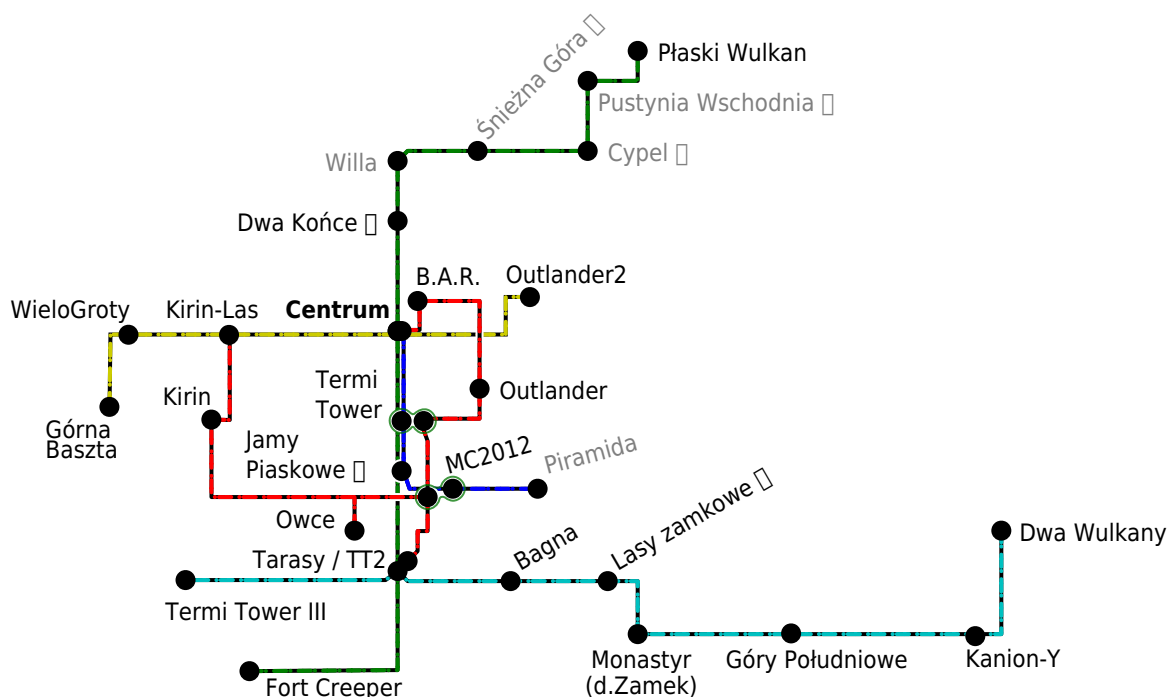 Śnieżna Góra ▯
Płaski Wulkan
Pustynia Wschodnia ▯
Willa
Cypel ▯
Dwa Końce ▯
B.A.R.
Outlander2
WieloGroty
Kirin-Las
Centrum
Termi
Tower
Kirin
Outlander
Górna
Baszta
Jamy
Piaskowe ▯
MC2012
Piramida
Owce
Lasy zamkowe ▯
Bagna
Dwa Wulkany
Tarasy / TT2
Termi Tower III
Monastyr
(d.Zamek)
Góry Południowe
Kanion-Y
Fort Creeper